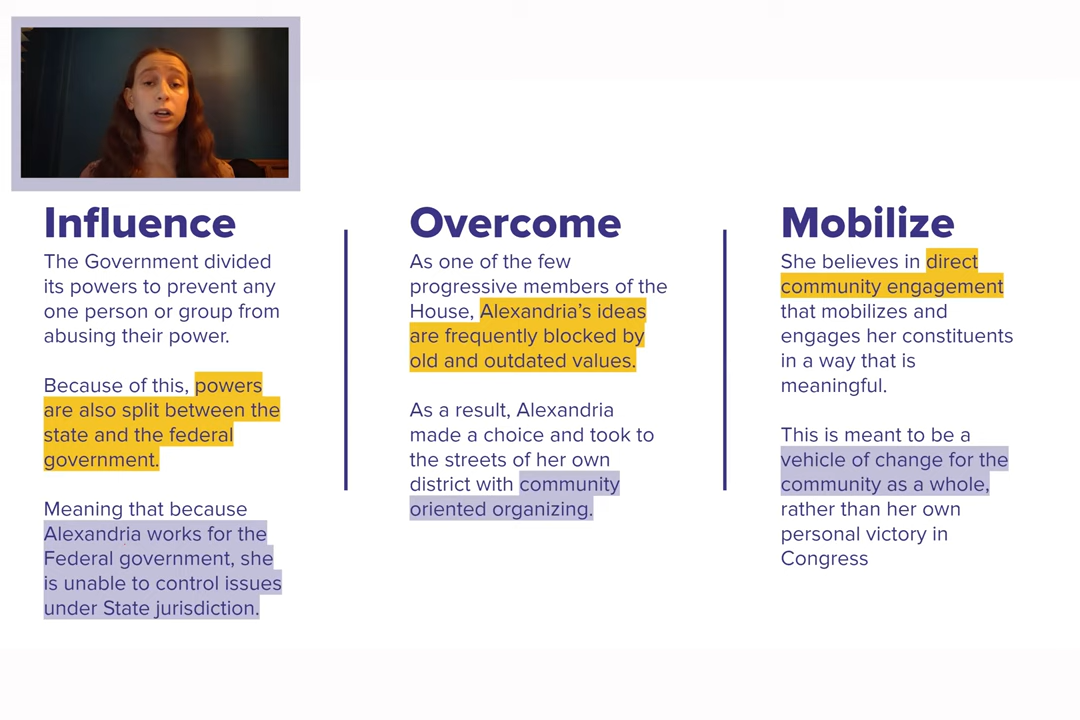 Influence
The Government divided
its powers to prevent any
one person or group from
abusing their power.
Because of this, powers
are also split between the
state and the federal
government.
Meaning that because
Alexandria works for the
Federal government, she
is unable to control issues
under State jurisdiction.
Overcome
As one of the few
progressive members of the
House, Alexandria’s ideas
are frequently blocked by
old and outdated values.
As a result, Alexandria
made a choice and took to
the streets of her own
district with community
oriented organizing.
Mobilize
She believes in direct
community engagement
that mobilizes and
engages her constituents
in a way that is
meaningful.
This is meant to be a
vehicle of change for the
community as a whole,
rather than her own
personal victory in
Congress